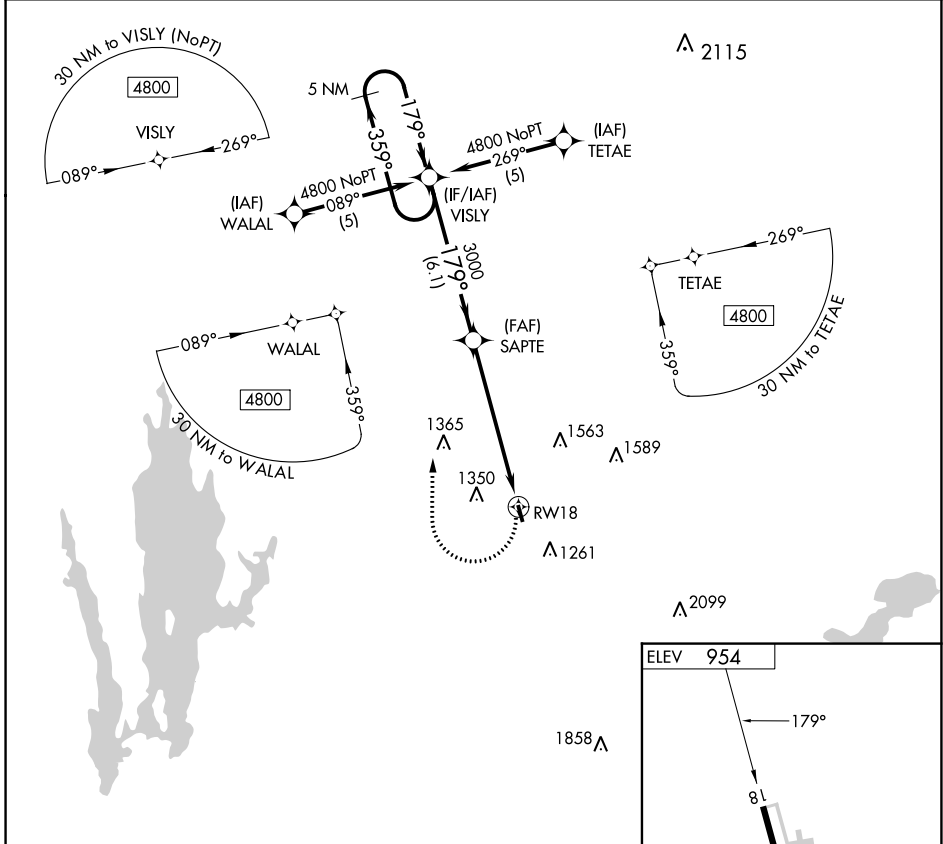 30 NM to VISLY (NoPT)
4800
VISLY
089°
269°
2115
5 NM
179°
359°
4800 NoPT
269°
(5)
(IAF)
TETAE
(IAF)
WALAL
4800 NoPT
089°
(5)
(IF/IAF)
VISLY
3000
179°
(6.1)
(FAF)
SAPTE
269°
TETAE
4800
359°
30 NM to TETAE
089°
WALAL
4800
359°
30 NM to WALAL
1365
1563
1589
1350
RW18
1261
2099
1858
ELEV 954
179°
18